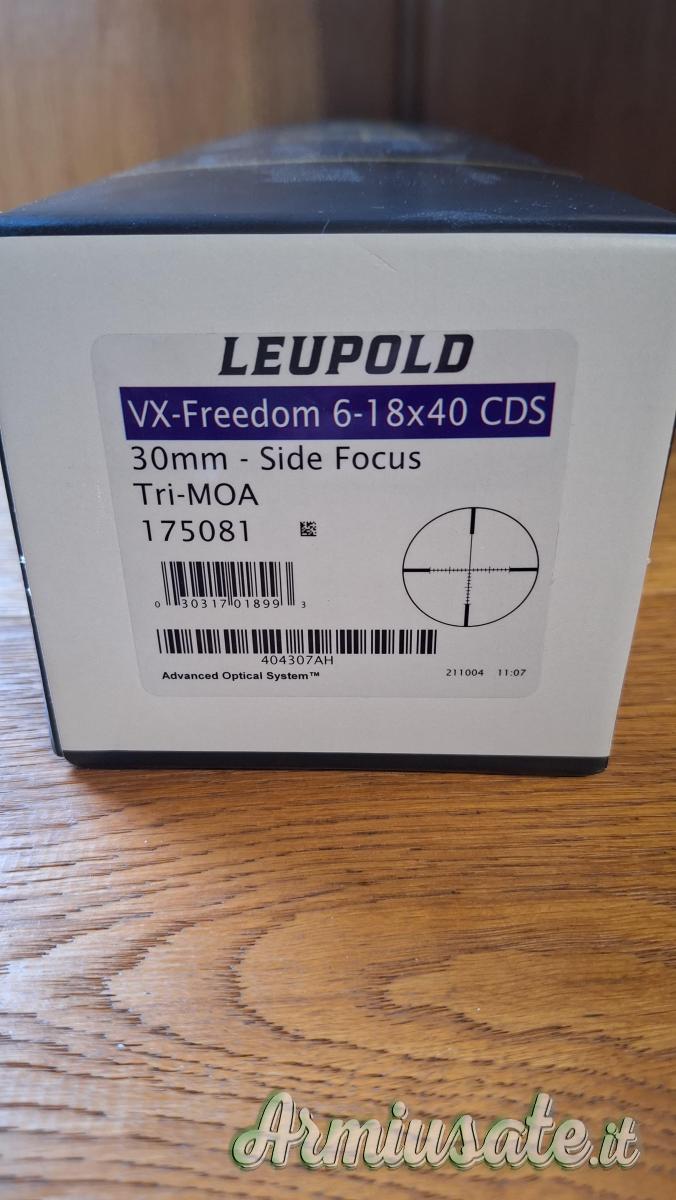 LEUPOLD
VX-Freedom 6-18x40 CDS
30mm - Side Focus
Tri-MOA
175081
0 30317 01899 3
404307AH
Advanced Optical System™ 211004 11:07
Armiusate.it